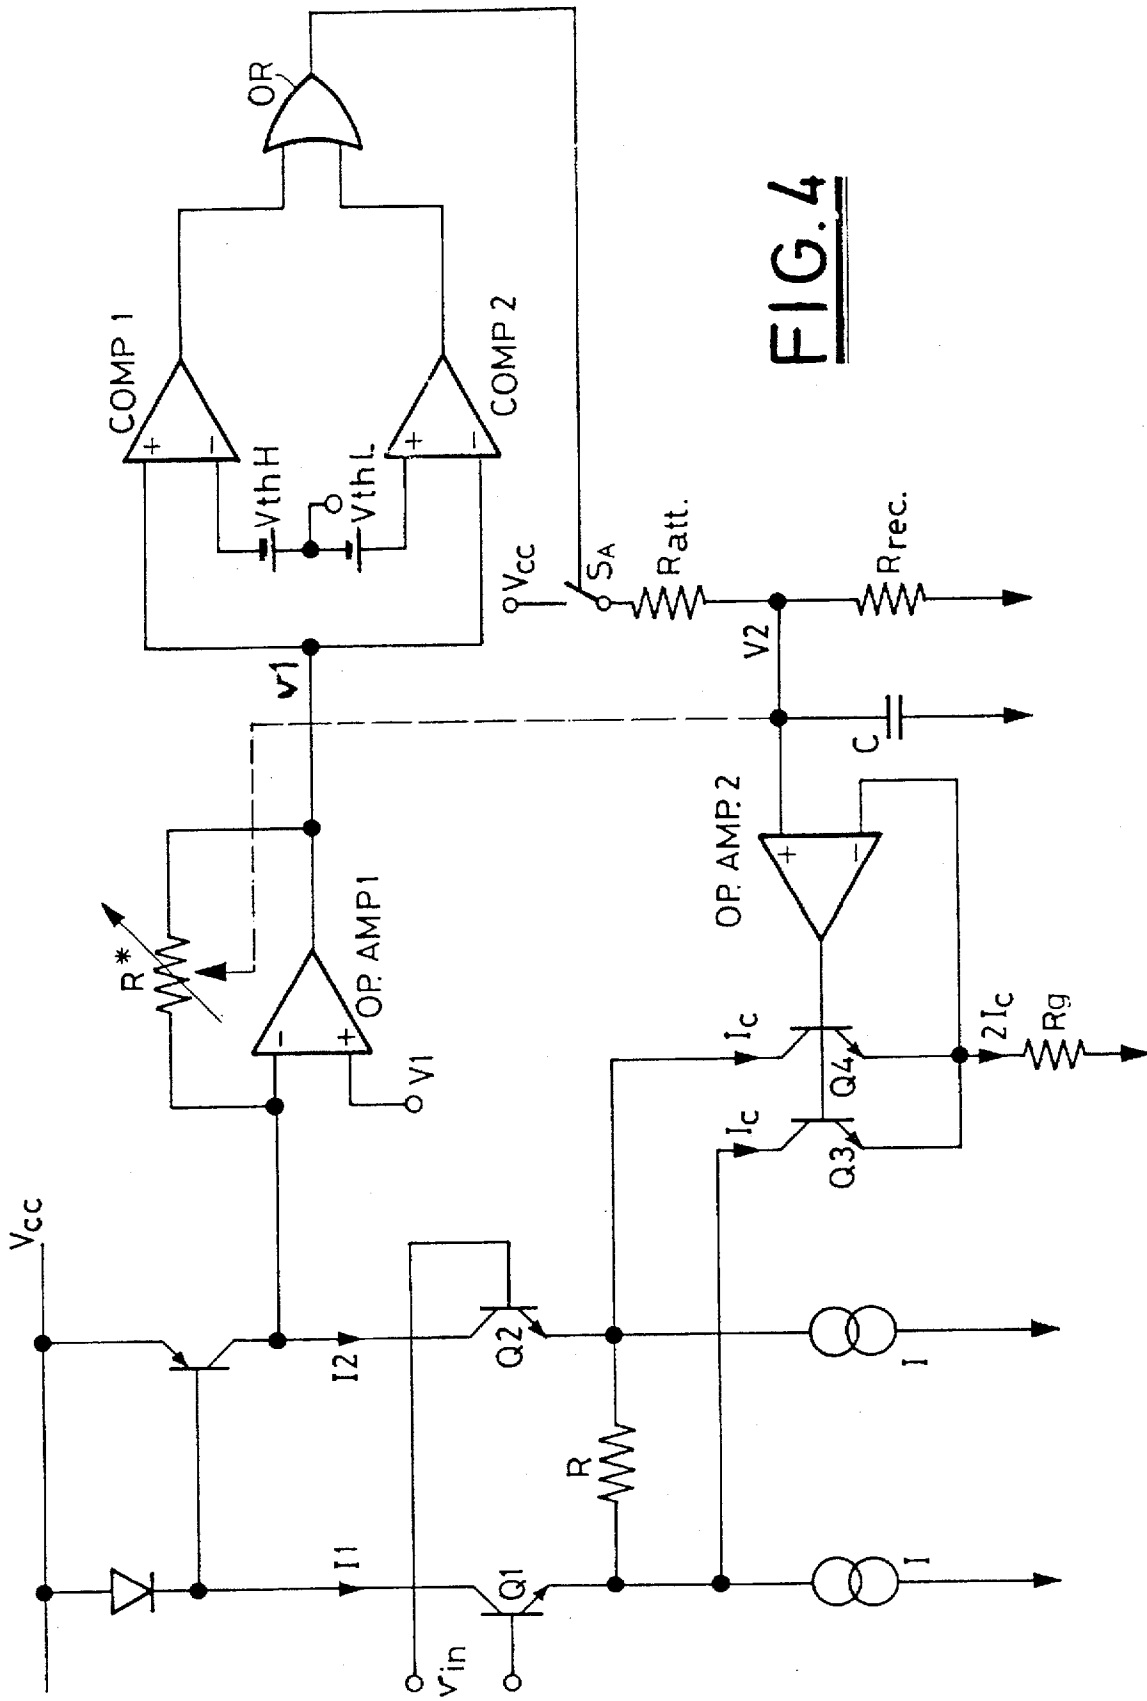 OR
COMP 1
+
−
VthH
VthL
+
−
COMP 2
FIG. 4
v1
Vcc
SA
Ratt.
V2
Rrec.
C
R*
OP. AMP1
−
+
V1
OP. AMP. 2
+
−
Ic
Ic
Q4
Q3
2Ic
Rg
Vcc
I2
I1
Q2
Q1
vin
R
I
I